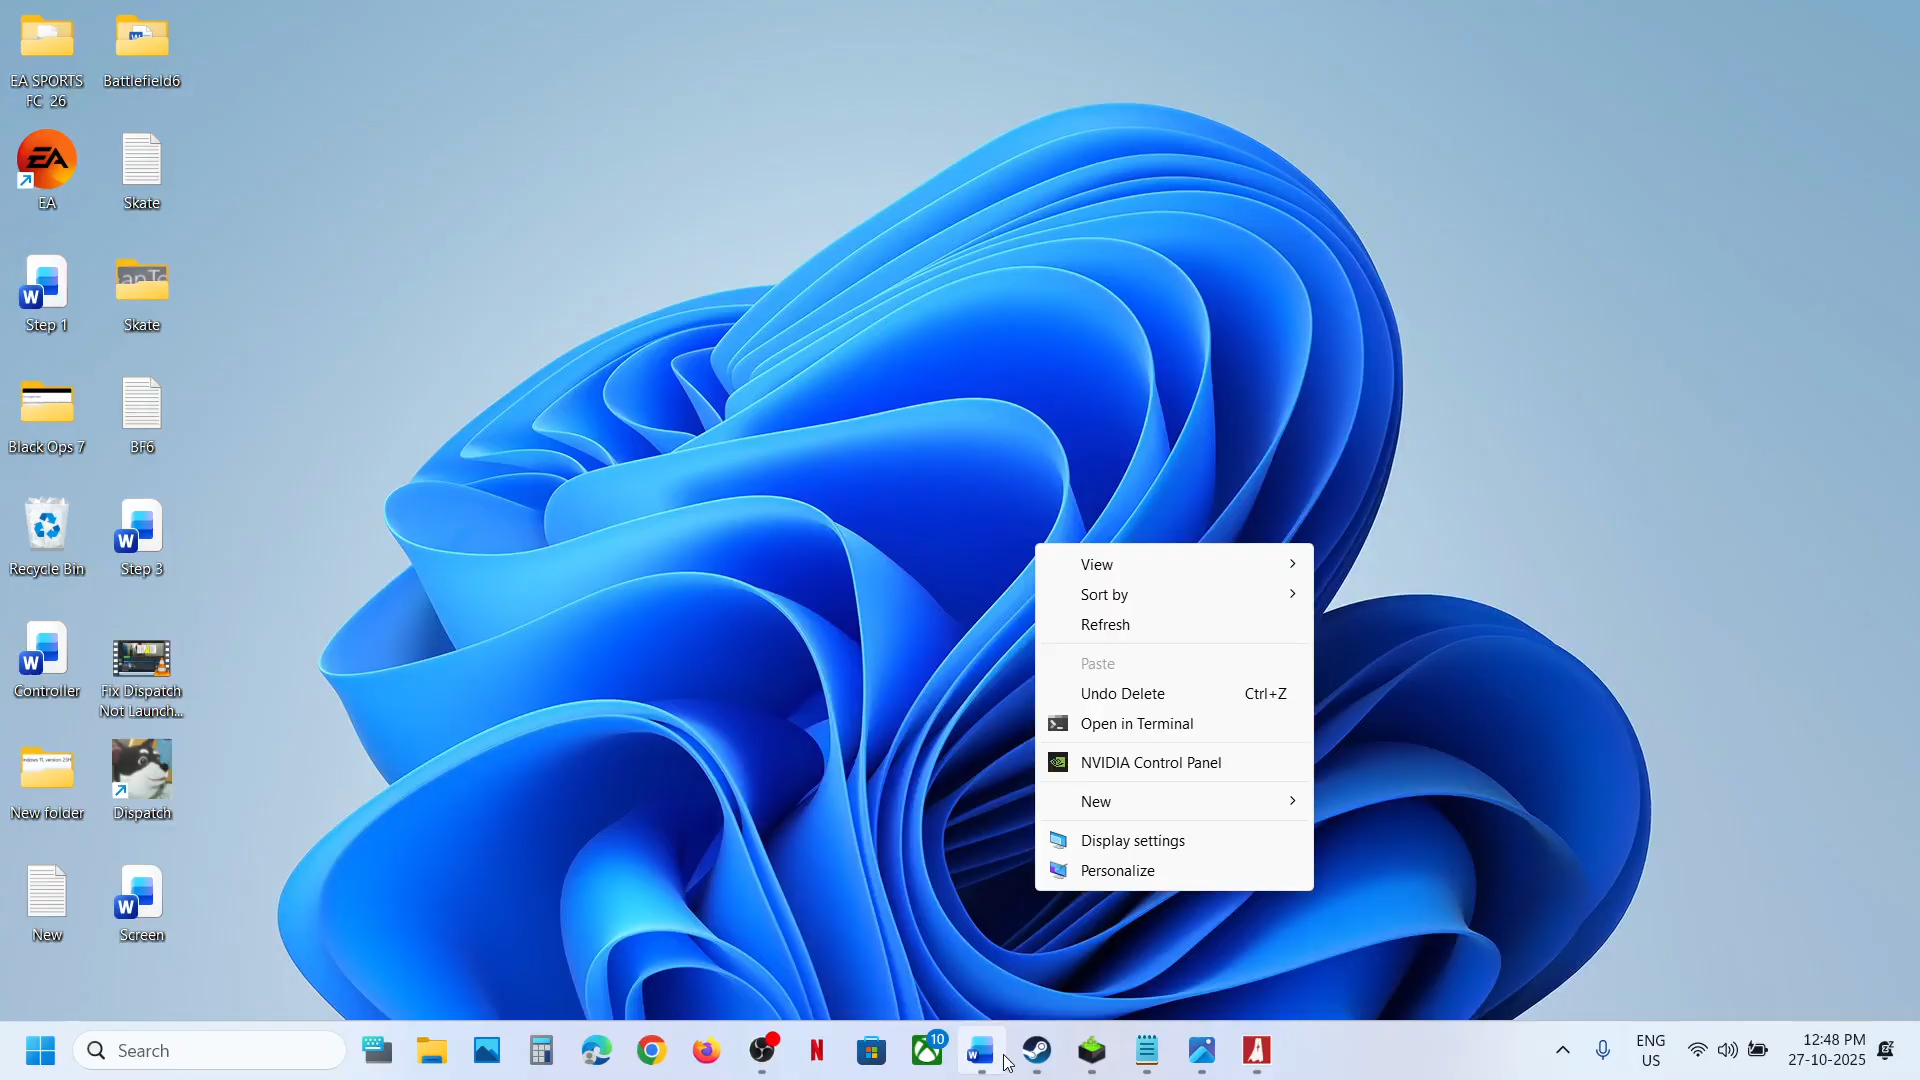 EA SPORTS
FC 26
Battlefield6
EA
Skate
Step 1
Skate
Black Ops 7
BF6
Recycle Bin
Step 3
Controller
Fix Dispatch
Not Launch...
New folder
Dispatch
New
Screen
View
Sort by
Refresh
Paste
Undo Delete Ctrl+Z
Open in Terminal
NVIDIA Control Panel
New
Display settings
Personalize
Search
10
ENG
US
12:48 PM
27-10-2025